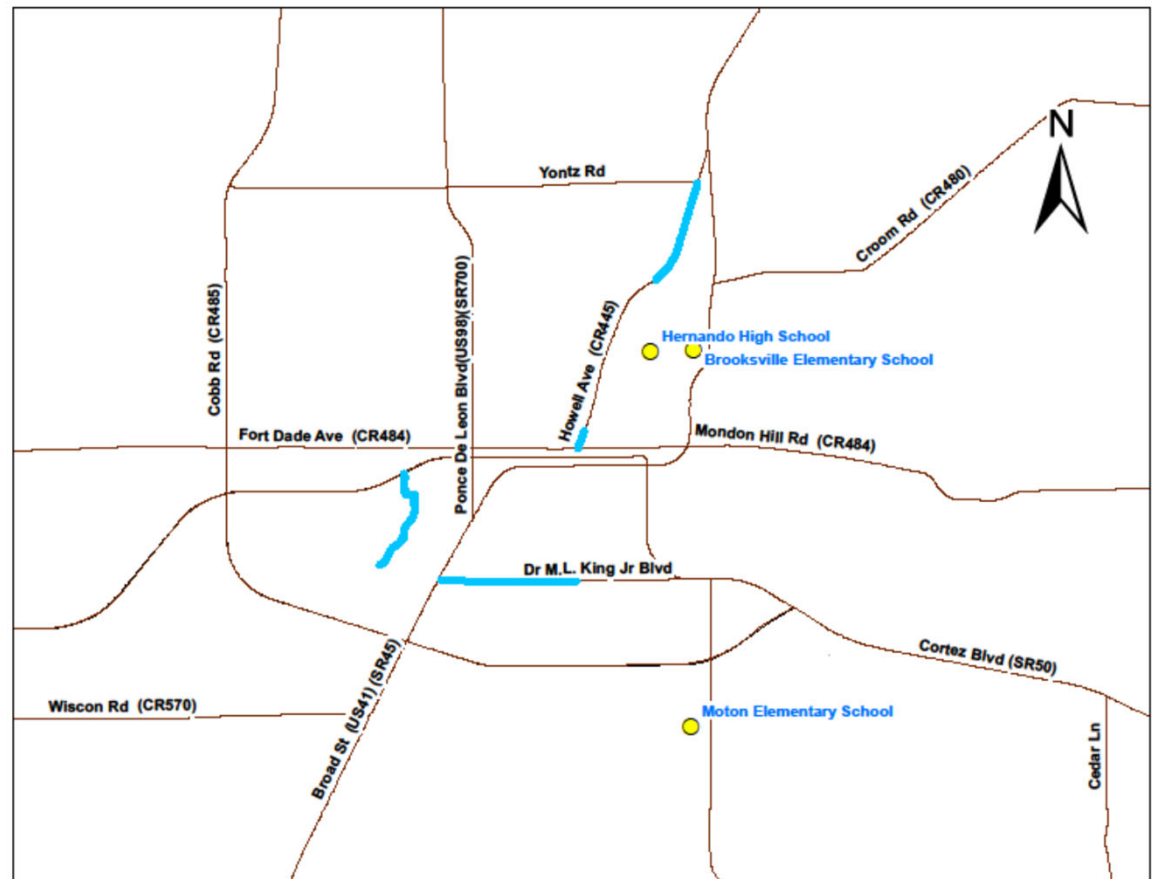 N
Yontz Rd
Croom Rd (CR480)
Cobb Rd (CR485)
Ponce De Leon Blvd(US98)(SR700)
Howell Ave (CR445)
Hernando High School
Brooksville Elementary School
Fort Dade Ave (CR484)
Mondon Hill Rd (CR484)
Dr M.L. King Jr Blvd
Cortez Blvd (SR50)
Broad St (US41) (SR45)
Wiscon Rd (CR570)
Moton Elementary School
Cedar Ln